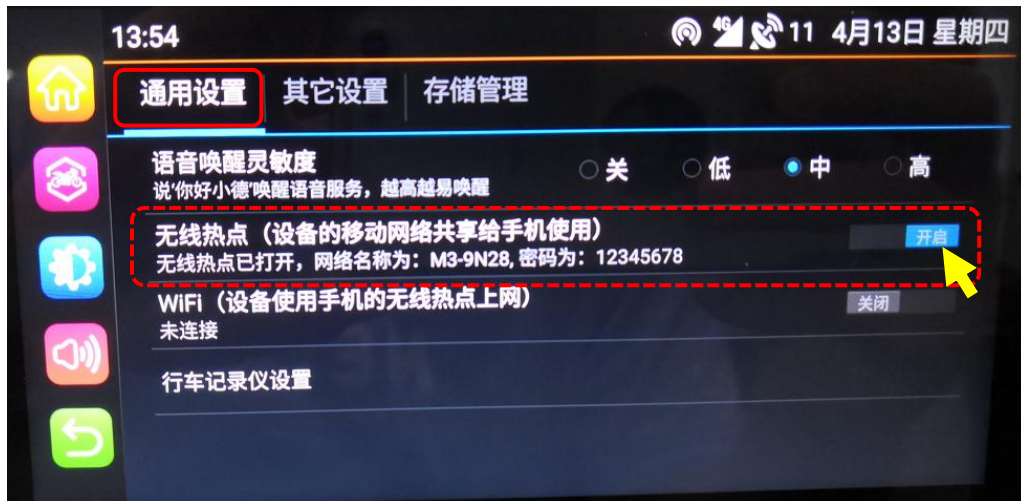 13:54 4G 11 4月13日 星期四
通用设置 其它设置 存储管理
语音唤醒灵敏度 关 低 中 高
说'你好小德'唤醒语音服务，越高越易唤醒
无线热点（设备的移动网络共享给手机使用） 开启
无线热点已打开，网络名称为：M3-9N28, 密码为：12345678
WiFi（设备使用手机的无线热点上网） 关闭
未连接
行车记录仪设置